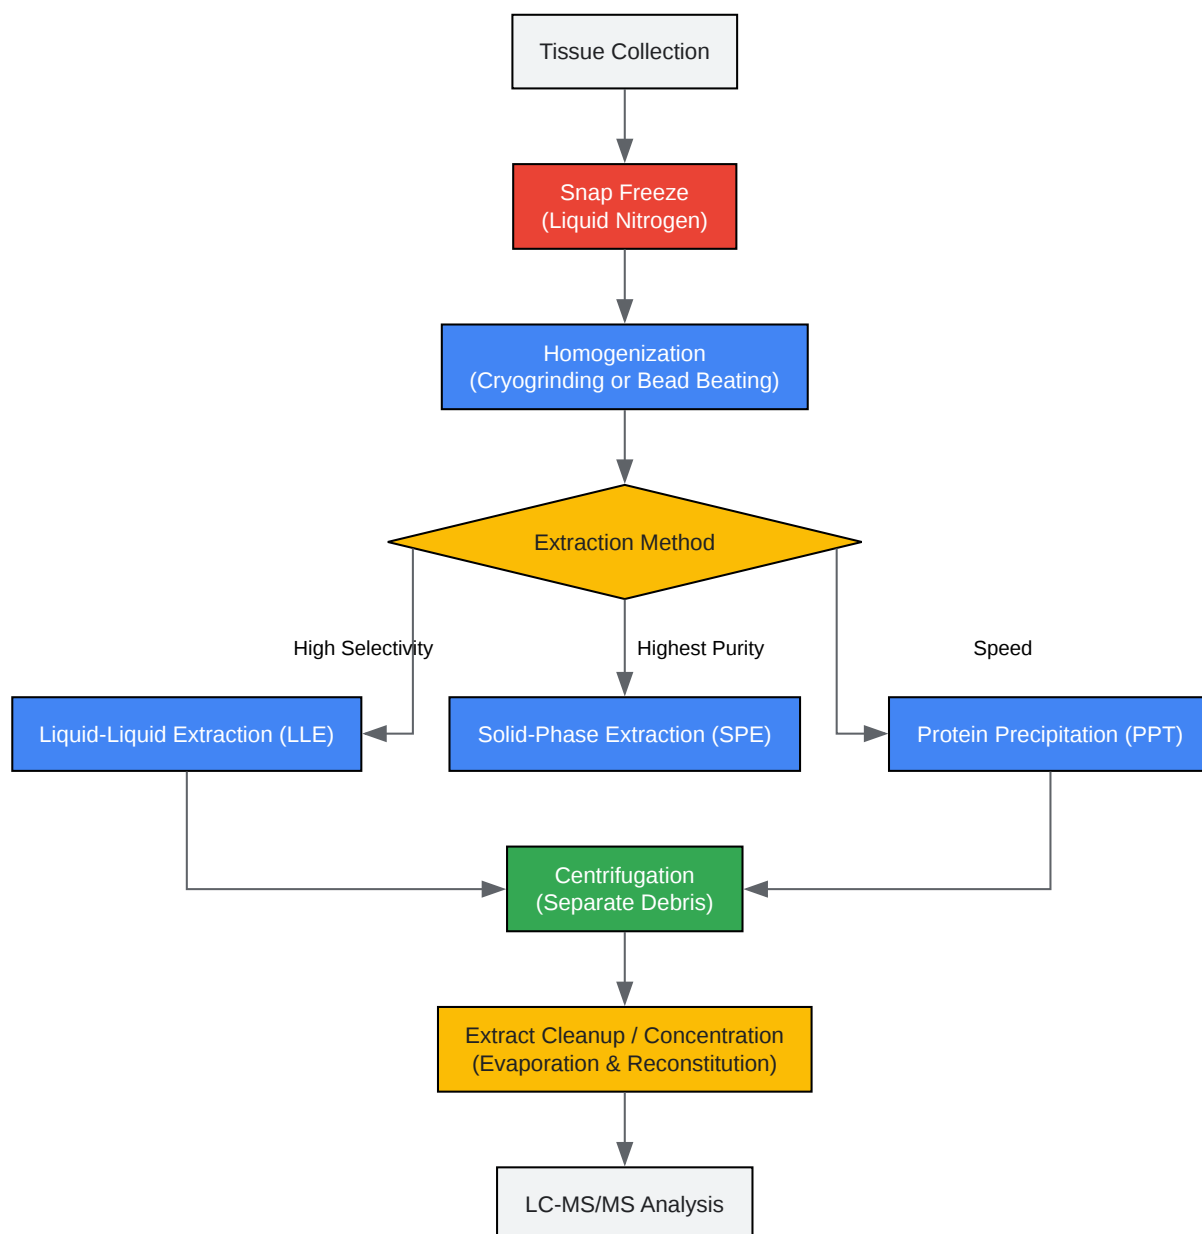 Tissue Collection
Snap Freeze
(Liquid Nitrogen)
Homogenization
(Cryogrinding or Bead Beating)
Extraction Method
High Selectivity
Highest Purity
Speed
Liquid-Liquid Extraction (LLE)
Solid-Phase Extraction (SPE)
Protein Precipitation (PPT)
Centrifugation
(Separate Debris)
Extract Cleanup / Concentration
(Evaporation & Reconstitution)
LC-MS/MS Analysis